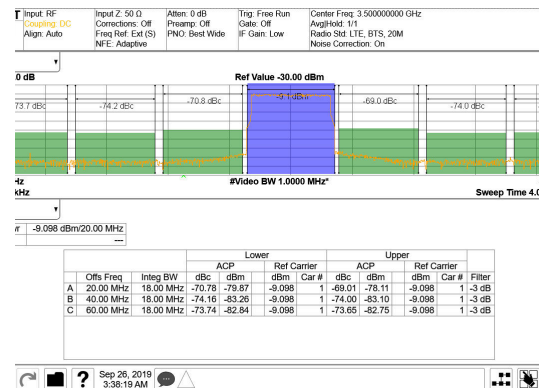 Input: RF Input Z: 50 Ω Atten: 0 dB Trig: Free Run Center Freq: 3.500000000 GHz
Coupling: DC Corrections: Off Preamp: Off Gate: Off Avg|Hold: 1/1
Align: Auto Freq Ref: Ext (S) PNO: Best Wide IF Gain: Low Radio Std: LTE, BTS, 20M
NFE: Adaptive Noise Correction: On
.0 dB Ref Value -30.00 dBm
73.7 dBc -74.2 dBc -70.8 dBc -9.1 dBm -69.0 dBc -74.0 dBc
Hz #Video BW 1.0000 MHz*
kHz Sweep Time 4.0
-9.098 dBm/20.00 MHz
---
Lower Upper
ACP Ref Carrier ACP Ref Carrier
Offs Freq Integ BW dBc dBm dBm Car # dBc dBm dBm Car # Filter
A 20.00 MHz 18.00 MHz -70.78 -79.87 -9.098 1 -69.01 -78.11 -9.098 1 -3 dB
B 40.00 MHz 18.00 MHz -74.16 -83.26 -9.098 1 -74.00 -83.10 -9.098 1 -3 dB
C 60.00 MHz 18.00 MHz -73.74 -82.84 -9.098 1 -73.65 -82.75 -9.098 1 -3 dB
? Sep 26, 2019
3:38:19 AM